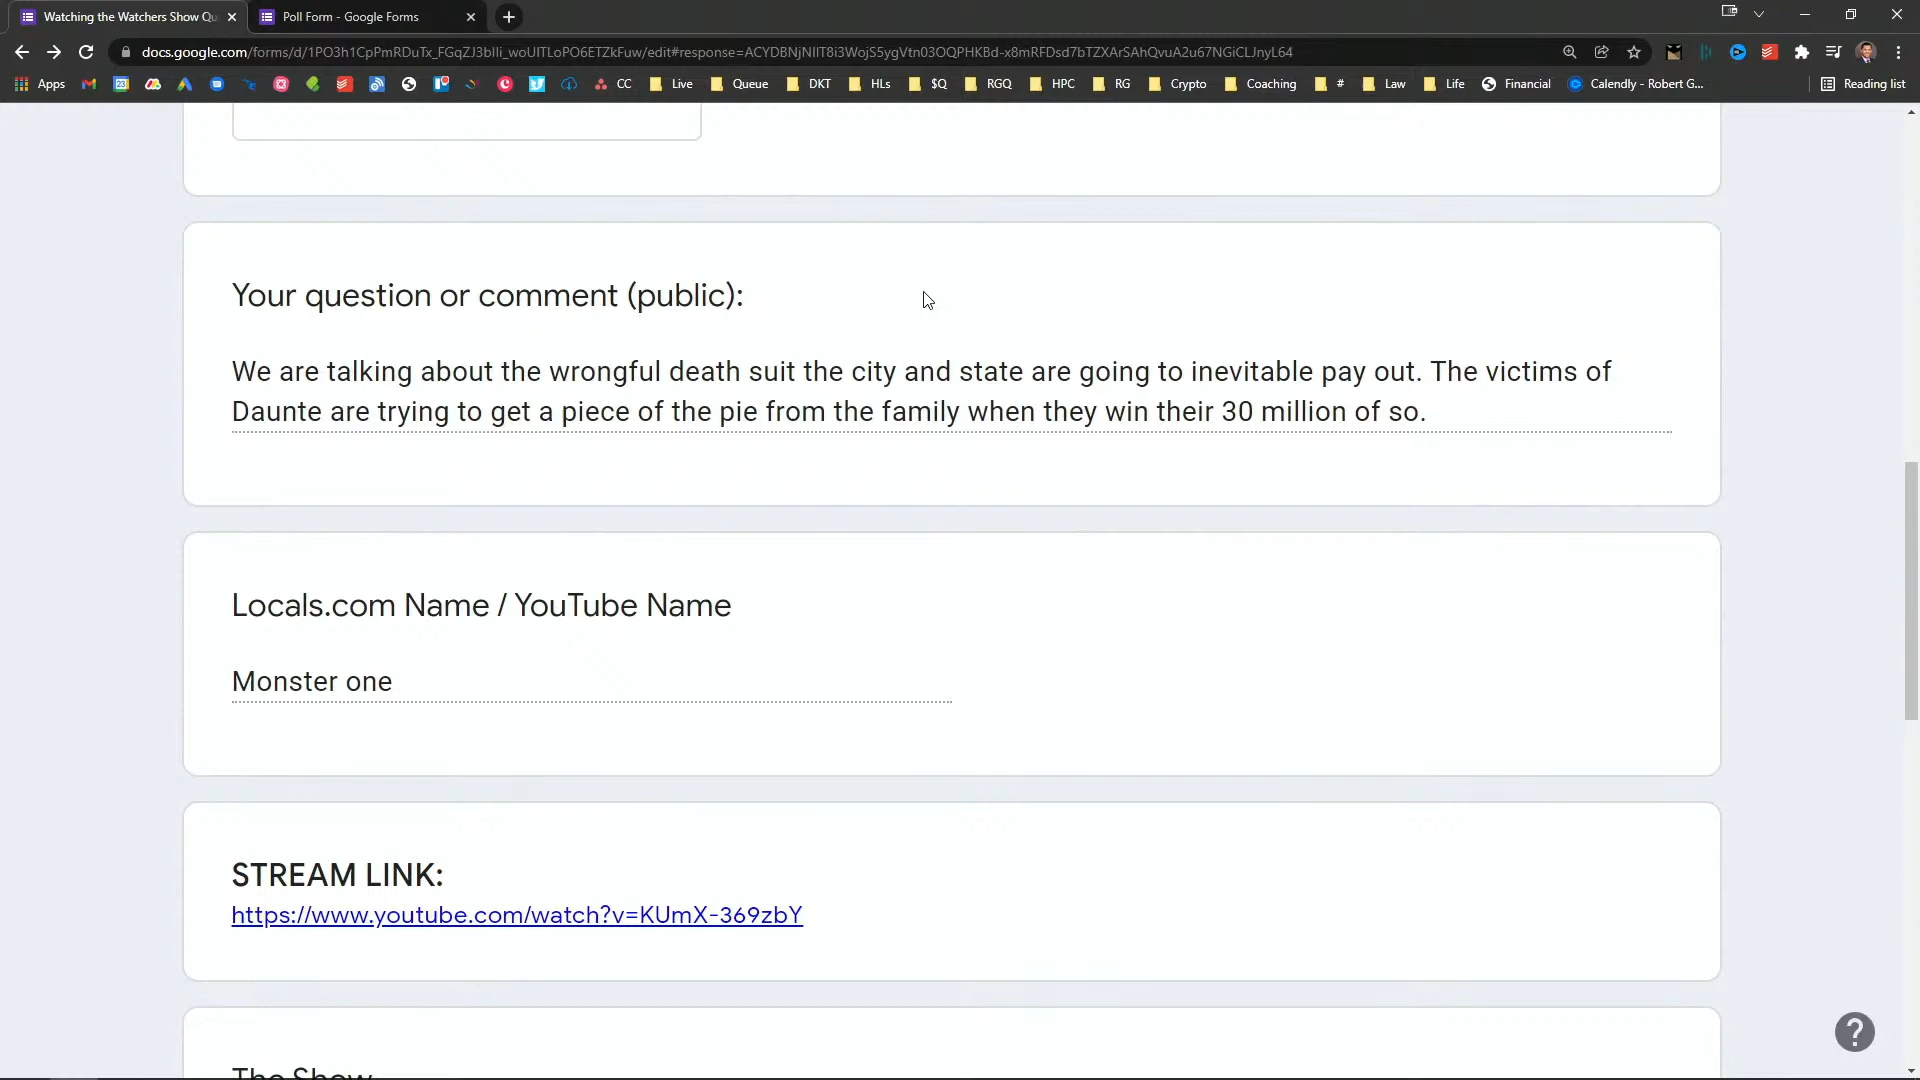 Watching the Watchers Show Qu
Poll Form - Google Forms
docs.google.com/forms/d/1PO3h1CpPmRDuTx_FGqZJ3bIli_woUITLoPO6ETZkFuw/edit#response=ACYDBNjNIIT8i3WojS5ygVtn03OQPHKBd-x8mRFDsd7bTZXArSAhQvuA2u67NGiCLJnyL64
Apps CC Live Queue DKT HLs $Q RGQ HPC RG Crypto Coaching # Law Life Financial Calendly - Robert G... Reading list
Your question or comment (public):
We are talking about the wrongful death suit the city and state are going to inevitable pay out. The victims of
Daunte are trying to get a piece of the pie from the family when they win their 30 million of so.
Locals.com Name / YouTube Name
Monster one
STREAM LINK:
https://www.youtube.com/watch?v=KUmX-369zbY
The Show